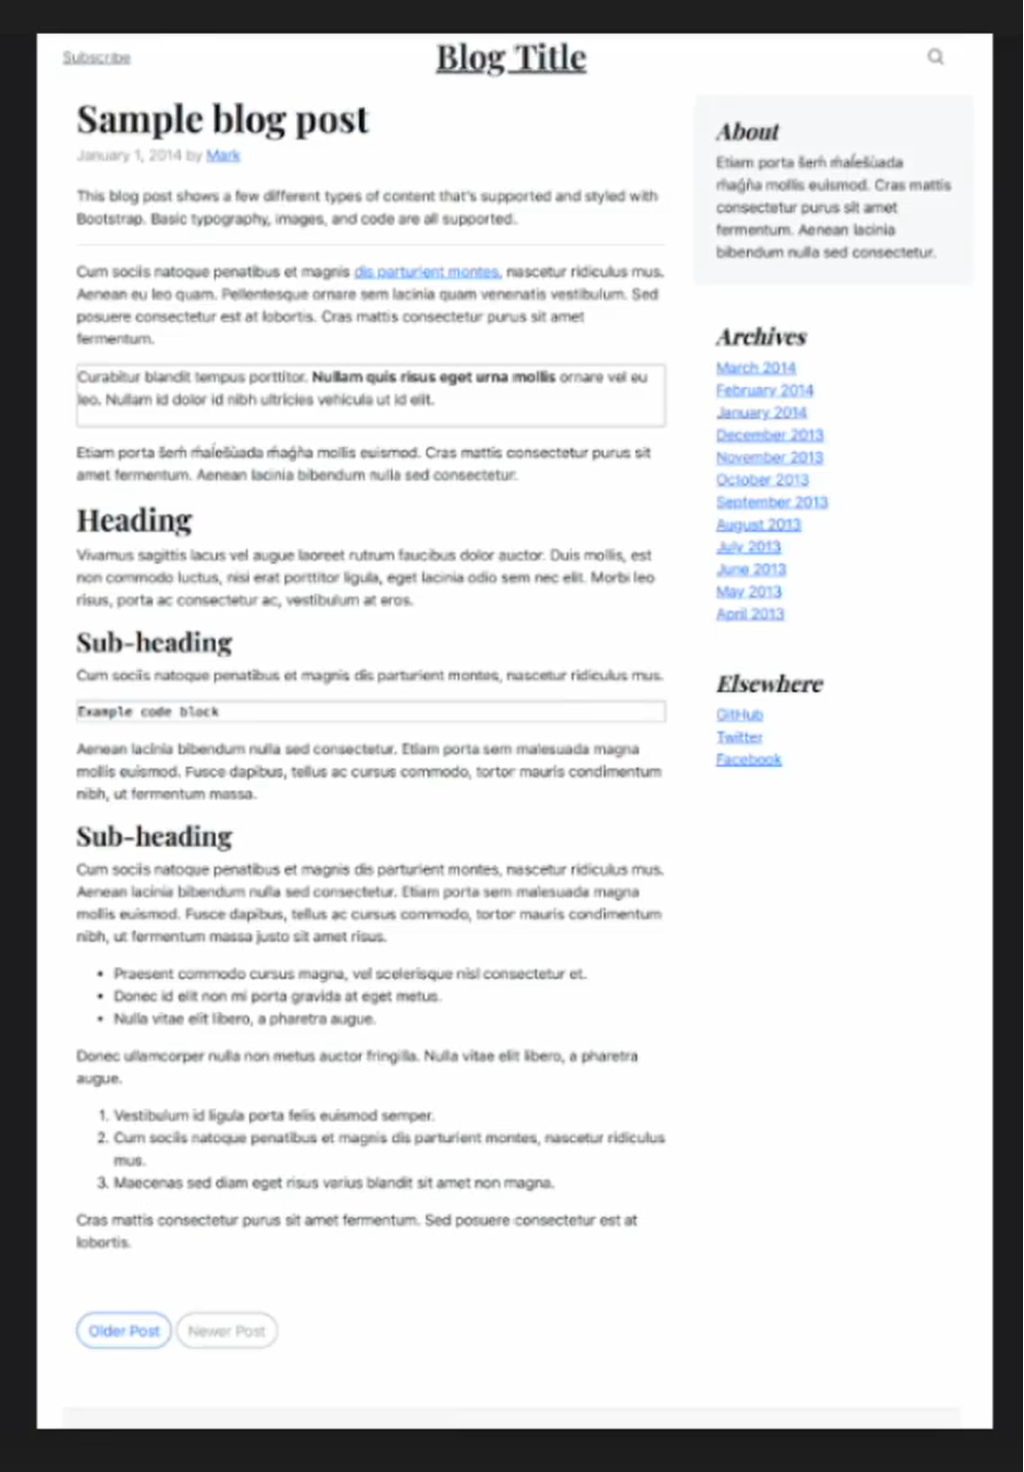 Subscribe
Blog Title
Sample blog post
January 1, 2014 by Mark
This blog post shows a few different types of content that's supported and styled with
Bootstrap. Basic typography, images, and code are all supported.
Cum sociis natoque penatibus et magnis dis parturient montes, nascetur ridiculus mus.
Aenean eu leo quam. Pellentesque ornare sem lacinia quam venenatis vestibulum. Sed
posuere consectetur est at lobortis. Cras mattis consectetur purus sit amet
fermentum.
Curabitur blandit tempus porttitor. Nullam quis risus eget urna mollis ornare vel eu
leo. Nullam id dolor id nibh ultricies vehicula ut id elit.
Etiam porta mollis euismod. Cras mattis consectetur purus sit
amet fermentum. Aenean lacinia bibendum nulla sed consectetur.
Heading
Vivamus sagittis lacus vel augue laoreet rutrum faucibus dolor auctor. Duis mollis, est
non commodo luctus, nisi erat porttitor ligula, eget lacinia odio sem nec elit. Morbi leo
risus, porta ac consectetur ac, vestibulum at eros.
Sub-heading
Cum sociis natoque penatibus et magnis dis parturient montes, nascetur ridiculus mus.
Example code block
Aenean lacinia bibendum nulla sed consectetur. Etiam porta sem malesuada magna
mollis euismod. Fusce dapibus, tellus ac cursus commodo, tortor mauris condimentum
nibh, ut fermentum massa.
Sub-heading
Cum sociis natoque penatibus et magnis dis parturient montes, nascetur ridiculus mus.
Aenean lacinia bibendum nulla sed consectetur. Etiam porta sem malesuada magna
mollis euismod. Fusce dapibus, tellus ac cursus commodo, tortor mauris condimentum
nibh, ut fermentum massa justo sit amet risus.
• Praesent commodo cursus magna, vel scelerisque nisl consectetur et.
• Donec id elit non mi porta gravida at eget metus.
• Nulla vitae elit libero, a pharetra augue.
Donec ullamcorper nulla non metus auctor fringilla. Nulla vitae elit libero, a pharetra
augue.
1. Vestibulum id ligula porta felis euismod semper.
2. Cum sociis natoque penatibus et magnis dis parturient montes, nascetur ridiculus
mus.
3. Maecenas sed diam eget risus varius blandit sit amet non magna.
Cras mattis consectetur purus sit amet fermentum. Sed posuere consectetur est at
lobortis.
Older Post
Newer Post
About
Etiam porta
mollis euismod. Cras mattis
consectetur purus sit amet
fermentum. Aenean lacinia
bibendum nulla sed consectetur.
Archives
March 2014
February 2014
January 2014
December 2013
November 2013
October 2013
September 2013
August 2013
July 2013
June 2013
May 2013
April 2013
Elsewhere
GitHub
Twitter
Facebook